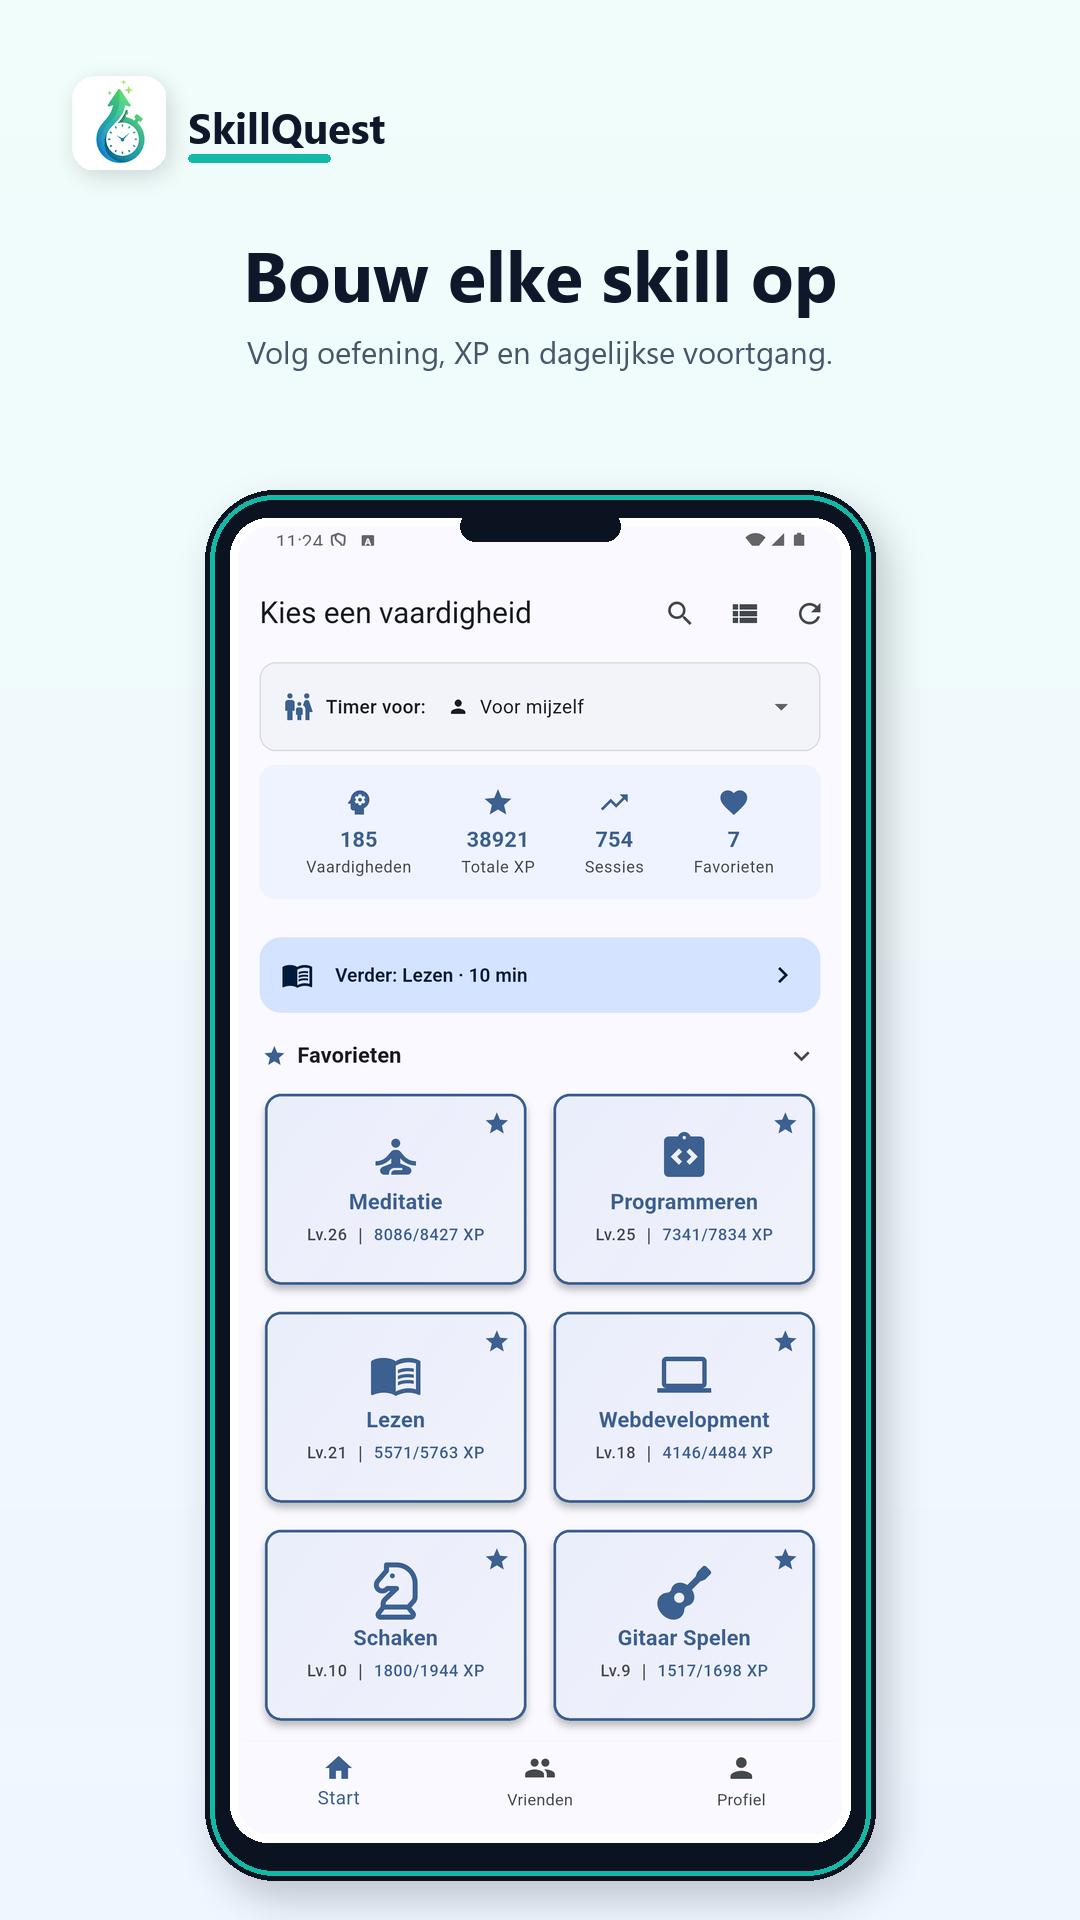 SkillQuest
Bouw elke skill op
Volg oefening, XP en dagelijkse voortgang.
11:24
Kies een vaardigheid
Timer voor: Voor mijzelf
185 38921 754 7
Vaardigheden Totale XP Sessies Favorieten
Verder: Lezen · 10 min
Favorieten
Meditatie Programmeren
Lv.26 | 8086/8427 XP Lv.25 | 7341/7834 XP
Lezen Webdevelopment
Lv.21 | 5571/5763 XP Lv.18 | 4146/4484 XP
Schaken Gitaar Spelen
Lv.10 | 1800/1944 XP Lv.9 | 1517/1698 XP
Start Vrienden Profiel